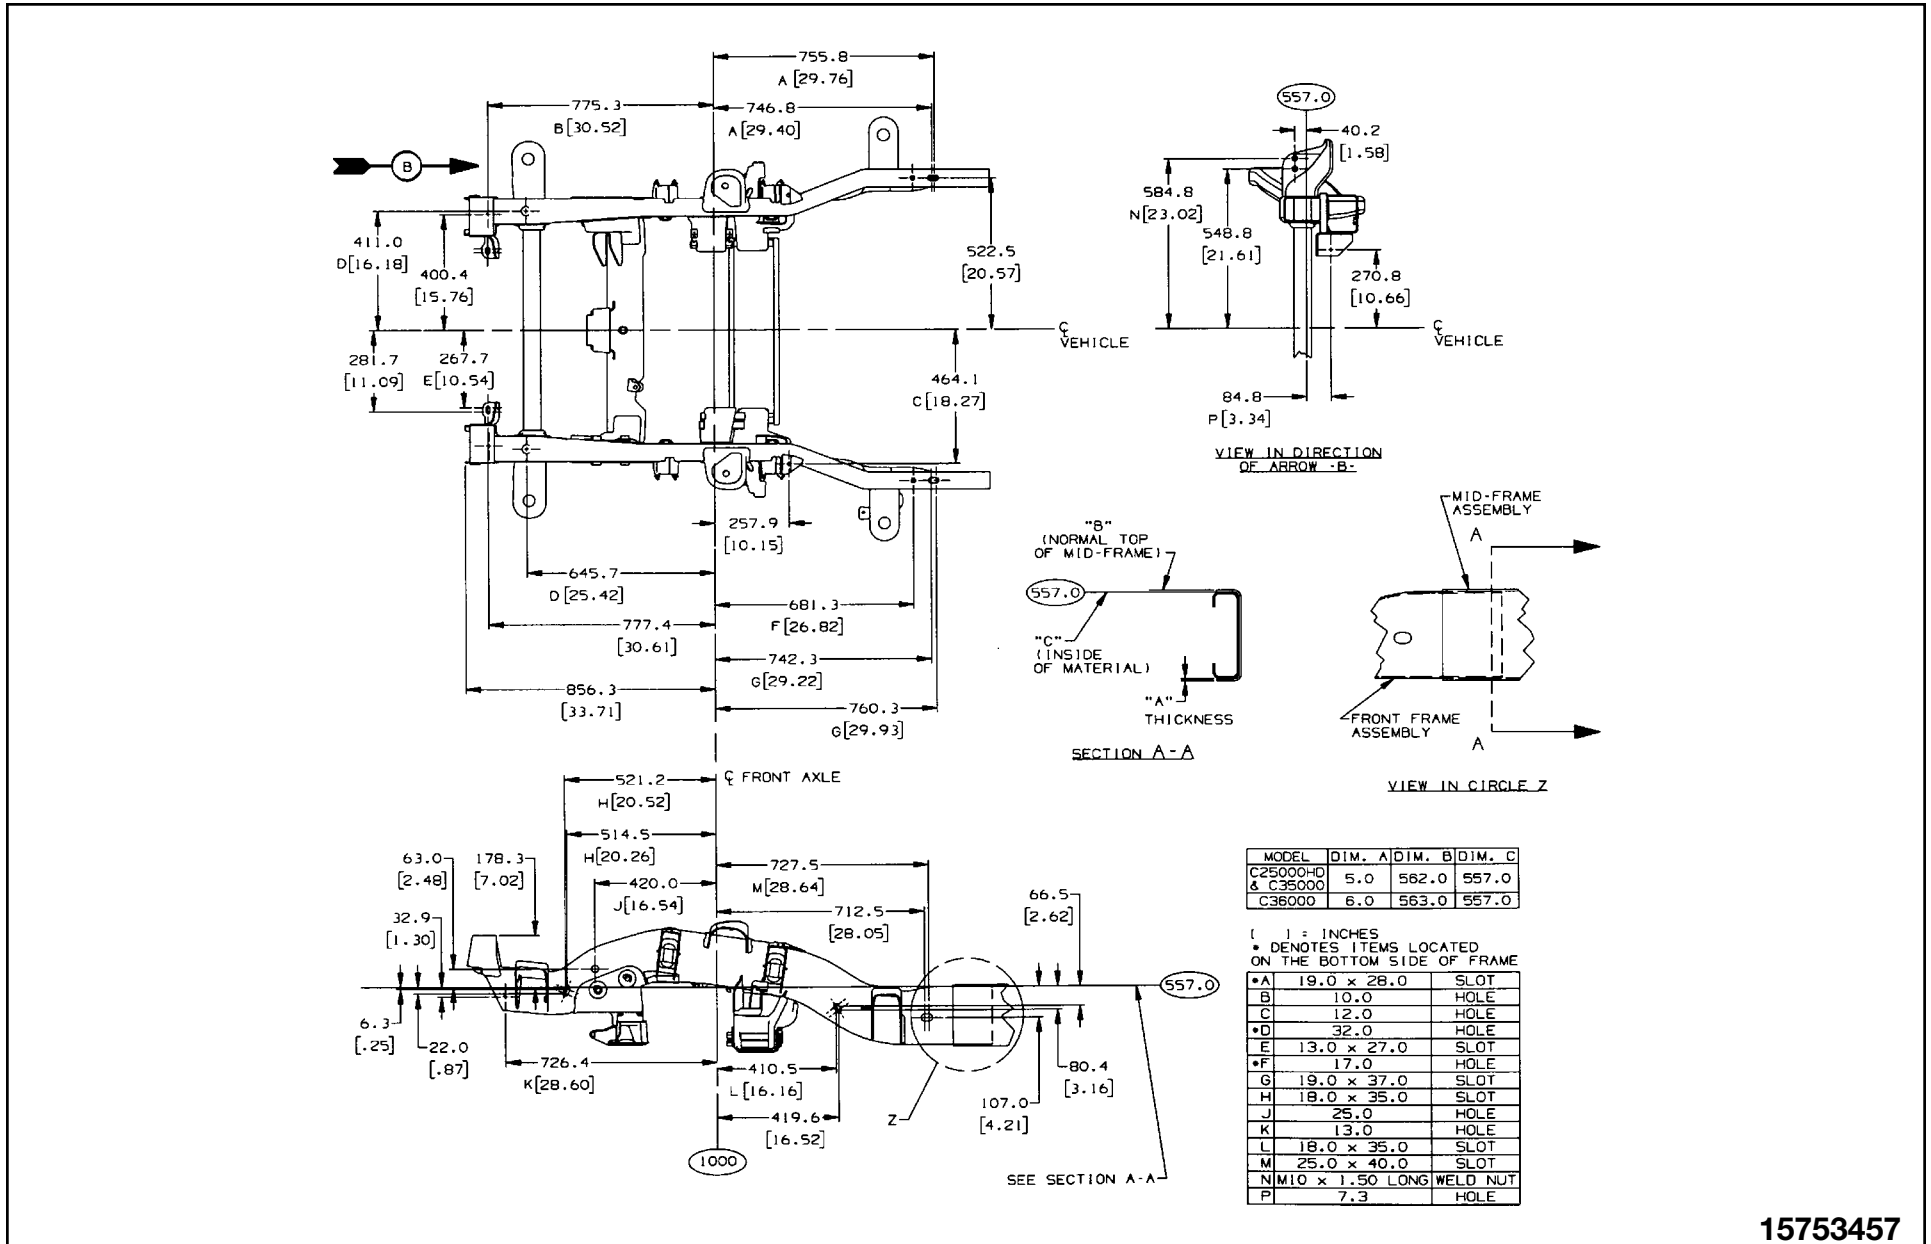 755.8
A [29.76]
775.3
B [30.52]
746.8
A [29.40]
B
411.0
D [16.18]
400.4
[15.76]
522.5
[20.57]
CL
VEHICLE
281.7
[11.09]
267.7
E [10.54]
464.1
C [18.27]
257.9
[10.15]
645.7
D [25.42]
681.3
F [26.82]
777.4
[30.61]
742.3
G [29.22]
856.3
[33.71]
760.3
G [29.93]
557.0
40.2
[1.58]
584.8
N [23.02]
548.8
[21.61]
270.8
[10.66]
CL
VEHICLE
84.8
P [3.34]
VIEW IN DIRECTION
OF ARROW -B-
"B"
(NORMAL TOP
OF MID-FRAME)
557.0
"C"
(INSIDE
OF MATERIAL)
"A"
THICKNESS
SECTION A-A
MID-FRAME
ASSEMBLY
A
FRONT FRAME
ASSEMBLY
A
VIEW IN CIRCLE Z
CL FRONT AXLE
521.2
H [20.52]
514.5
H [20.26]
63.0
[2.48]
178.3
[7.02]
420.0
J [16.54]
727.5
M [28.64]
32.9
[1.30]
712.5
[28.05]
66.5
[2.62]
557.0
6.3
[.25]
22.0
[.87]
726.4
K [28.60]
410.5
L [16.16]
419.6
[16.52]
Z
107.0
[4.21]
80.4
[3.16]
1000
SEE SECTION A-A
MODEL DIM. A DIM. B DIM. C
C25000HD
& C35000 5.0 562.0 557.0
C36000 6.0 563.0 557.0
[ ] = INCHES
• DENOTES ITEMS LOCATED
ON THE BOTTOM SIDE OF FRAME
•A 19.0 x 28.0 SLOT
B 10.0 HOLE
C 12.0 HOLE
•D 32.0 HOLE
E 13.0 x 27.0 SLOT
•F 17.0 HOLE
G 19.0 x 37.0 SLOT
H 18.0 x 35.0 SLOT
J 25.0 HOLE
K 13.0 HOLE
L 18.0 x 35.0 SLOT
M 25.0 x 40.0 SLOT
N M10 x 1.50 LONG WELD NUT
P 7.3 HOLE
15753457